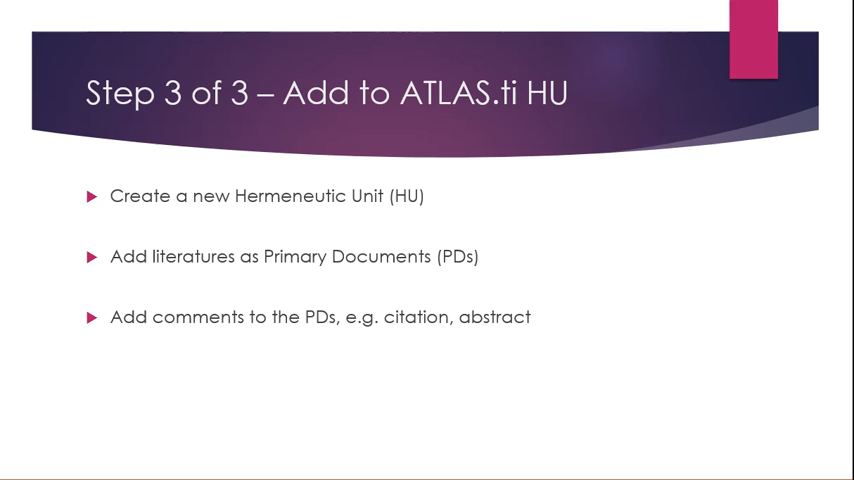 Step 3 of 3 – Add to ATLAS.ti HU
Create a new Hermeneutic Unit (HU)
Add literatures as Primary Documents (PDs)
Add comments to the PDs, e.g. citation, abstract